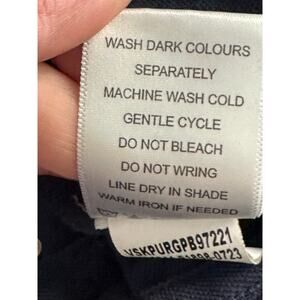 WASH DARK COLOURS
SEPARATELY
MACHINE WASH COLD
GENTLE CYCLE
DO NOT BLEACH
DO NOT WRING
LINE DRY IN SHADE
WARM IRON IF NEEDED
VSKPURGPB97221